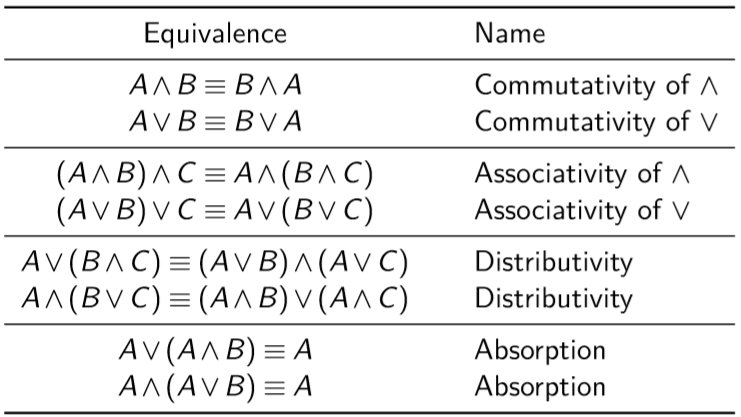 Equivalence Name
A ∧ B ≡ B ∧ A Commutativity of ∧
A ∨ B ≡ B ∨ A Commutativity of ∨
(A ∧ B) ∧ C ≡ A ∧ (B ∧ C) Associativity of ∧
(A ∨ B) ∨ C ≡ A ∨ (B ∨ C) Associativity of ∨
A ∨ (B ∧ C) ≡ (A ∨ B) ∧ (A ∨ C) Distributivity
A ∧ (B ∨ C) ≡ (A ∧ B) ∨ (A ∧ C) Distributivity
A ∨ (A ∧ B) ≡ A Absorption
A ∧ (A ∨ B) ≡ A Absorption